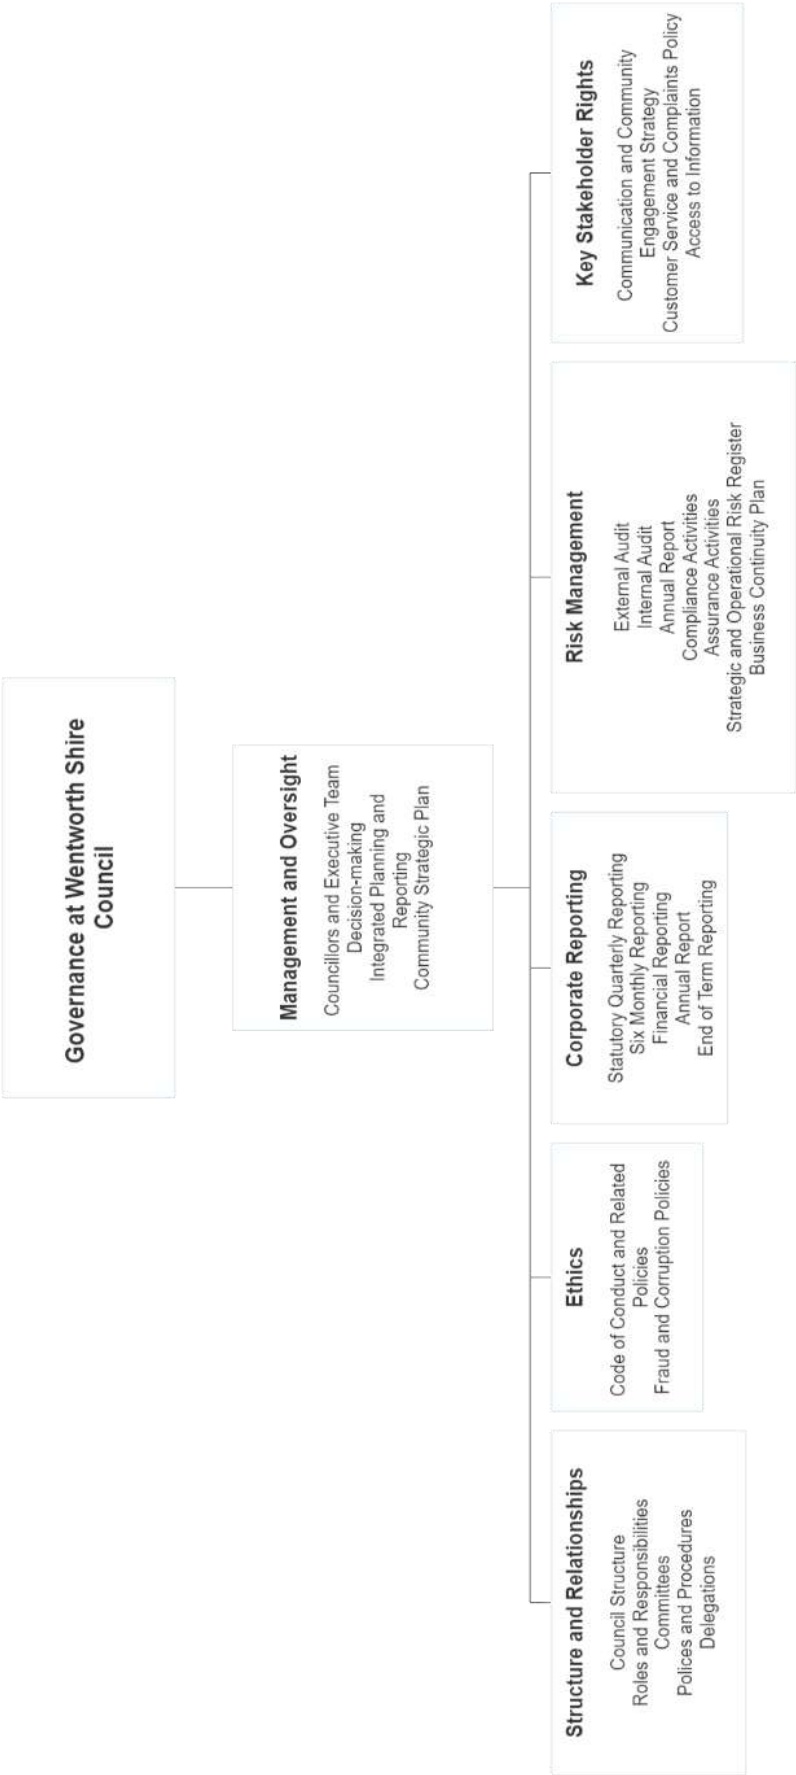 Governance at Wentworth Shire
Council
Management and Oversight
Councillors and Executive Team
Decision-making
Integrated Planning and
Reporting
Community Strategic Plan
Structure and Relationships
Council Structure
Roles and Responsibilities
Committees
Polices and Procedures
Delegations
Ethics
Code of Conduct and Related
Policies
Fraud and Corruption Policies
Corporate Reporting
Statutory Quarterly Reporting
Six Monthly Reporting
Financial Reporting
Annual Report
End of Term Reporting
Risk Management
External Audit
Internal Audit
Annual Report
Compliance Activities
Assurance Activities
Strategic and Operational Risk Register
Business Continuity Plan
Key Stakeholder Rights
Communication and Community
Engagement Strategy
Customer Service and Complaints Policy
Access to Information